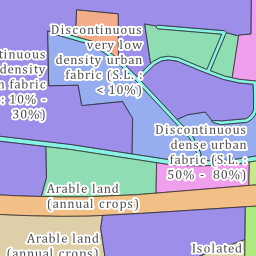 Discontinuous
very low
density urban
fabric (S.L. :
< 10%)
density
fabric
: 10% -
30%)
Discontinuous
dense urban
fabric (S.L. :
50% - 80%)
Arable land
(annual crops)
Arable land
(annual crops)
Isolated